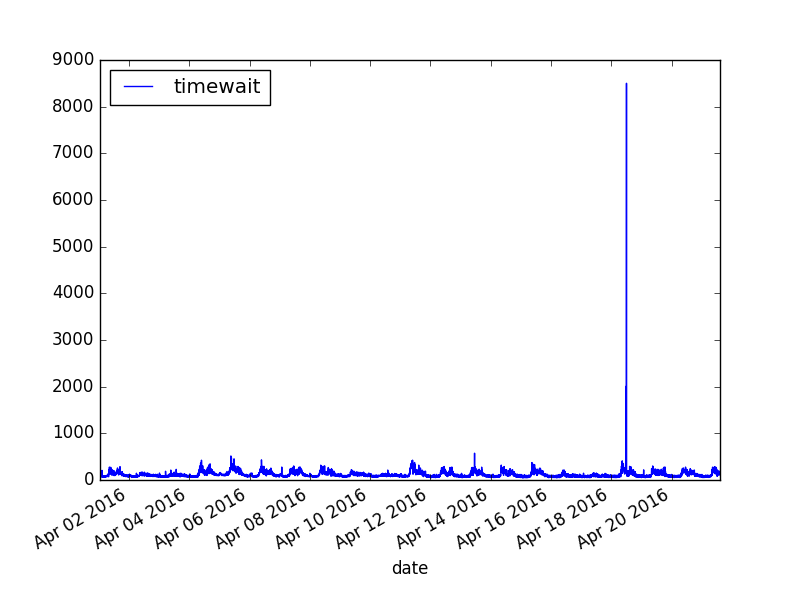 9000
timewait
8000
7000
6000
5000
4000
3000
2000
1000
0
Apr 02 2016
Apr 04 2016
Apr 06 2016
Apr 08 2016
Apr 10 2016
Apr 12 2016
Apr 14 2016
Apr 16 2016
Apr 18 2016
Apr 20 2016
date